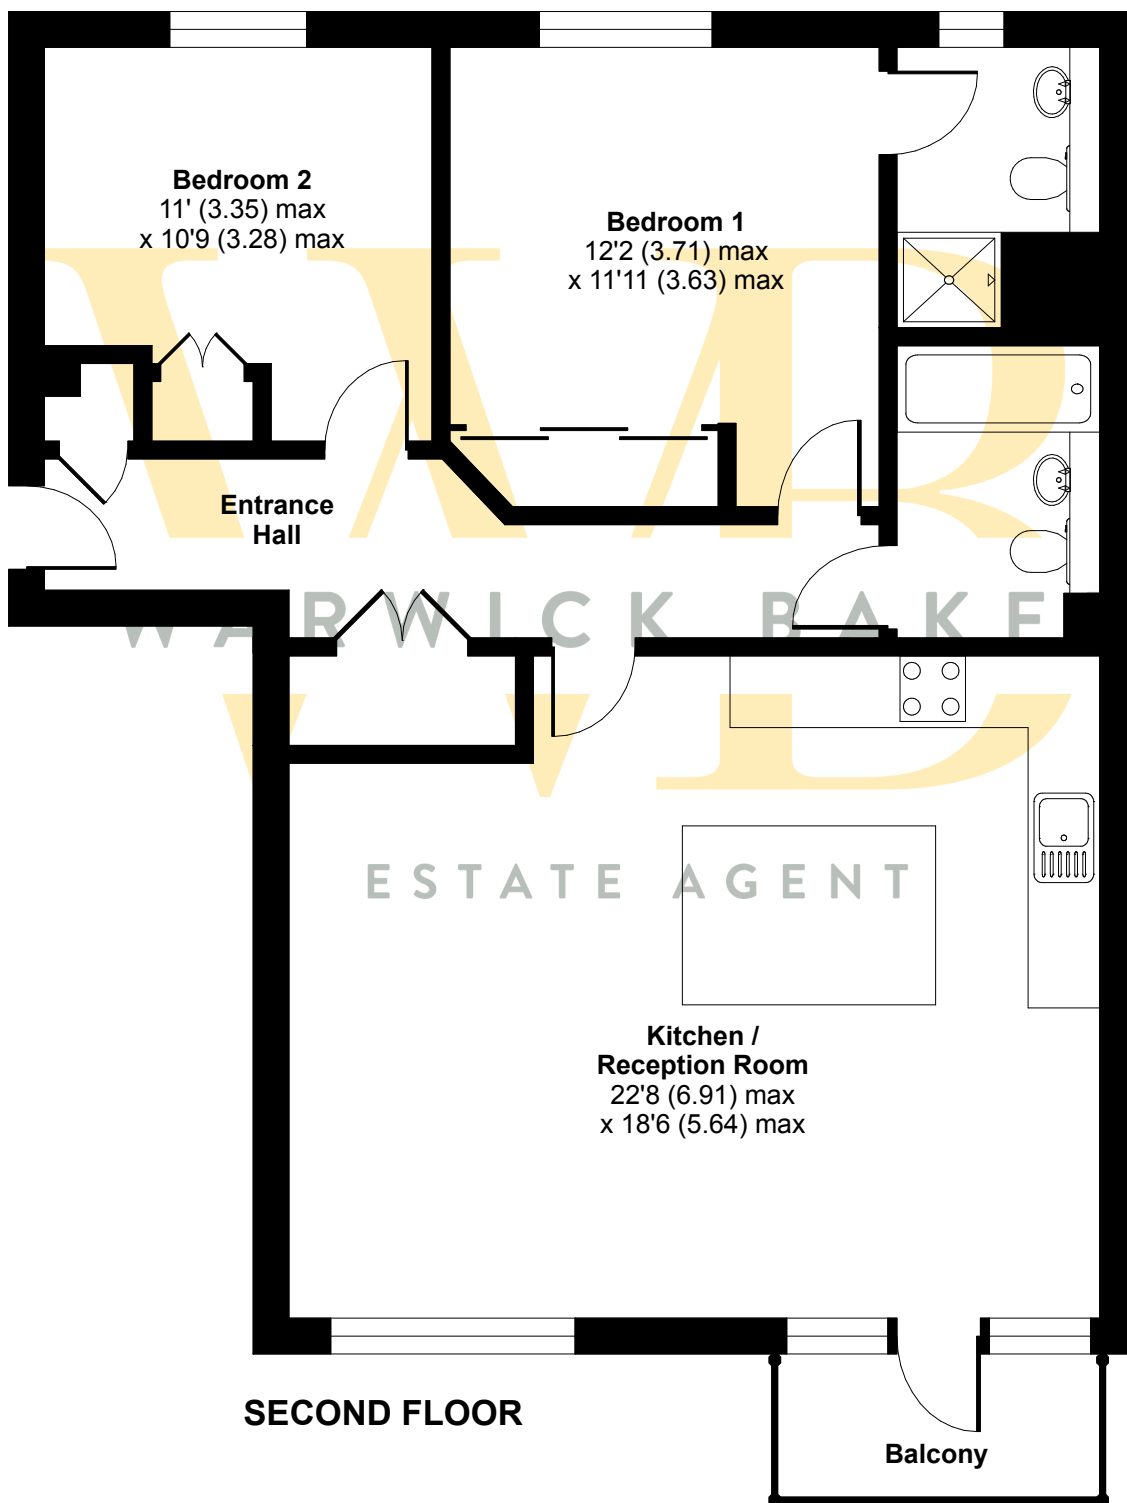 Bedroom 2
11' (3.35) max
x 10'9 (3.28) max
Bedroom 1
12'2 (3.71) max
x 11'11 (3.63) max
Entrance
Hall
WB
WARWICK BAKE
ESTATE AGENT
Kitchen /
Reception Room
22'8 (6.91) max
x 18'6 (5.64) max
SECOND FLOOR
Balcony